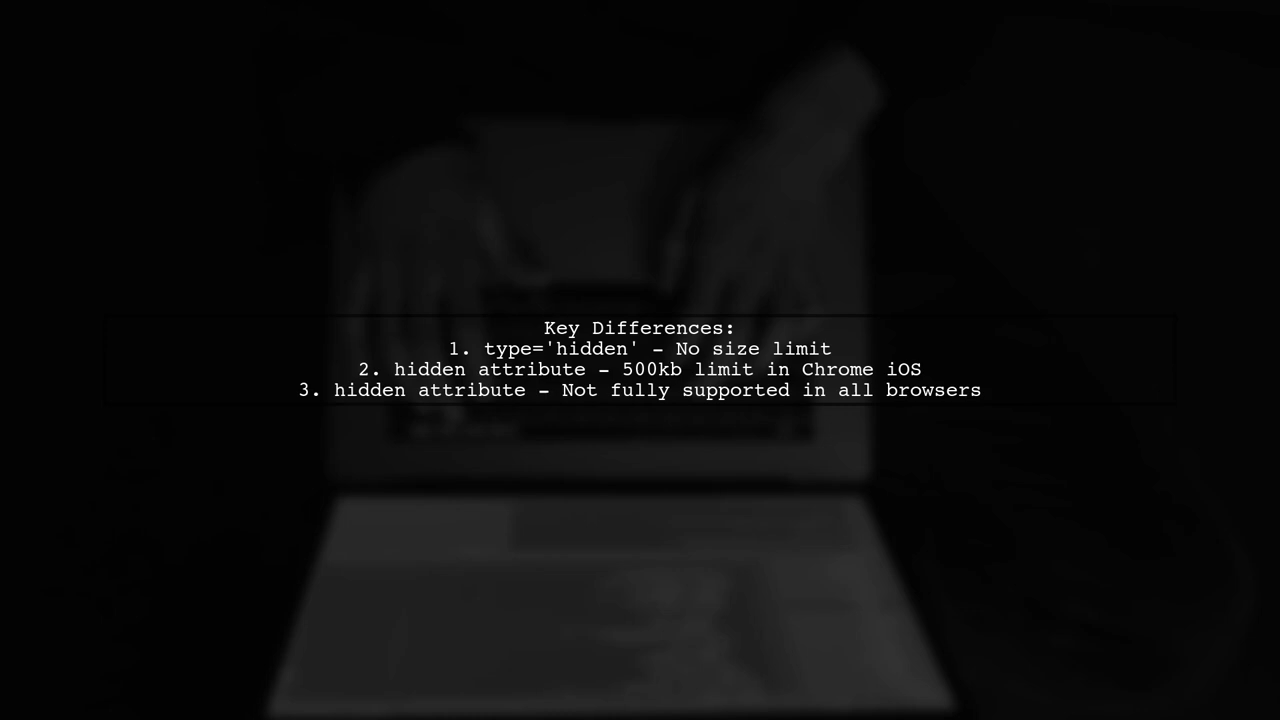 Key Differences:
1. type='hidden' – No size limit
2. hidden attribute – 500kb limit in Chrome iOS
3. hidden attribute – Not fully supported in all browsers